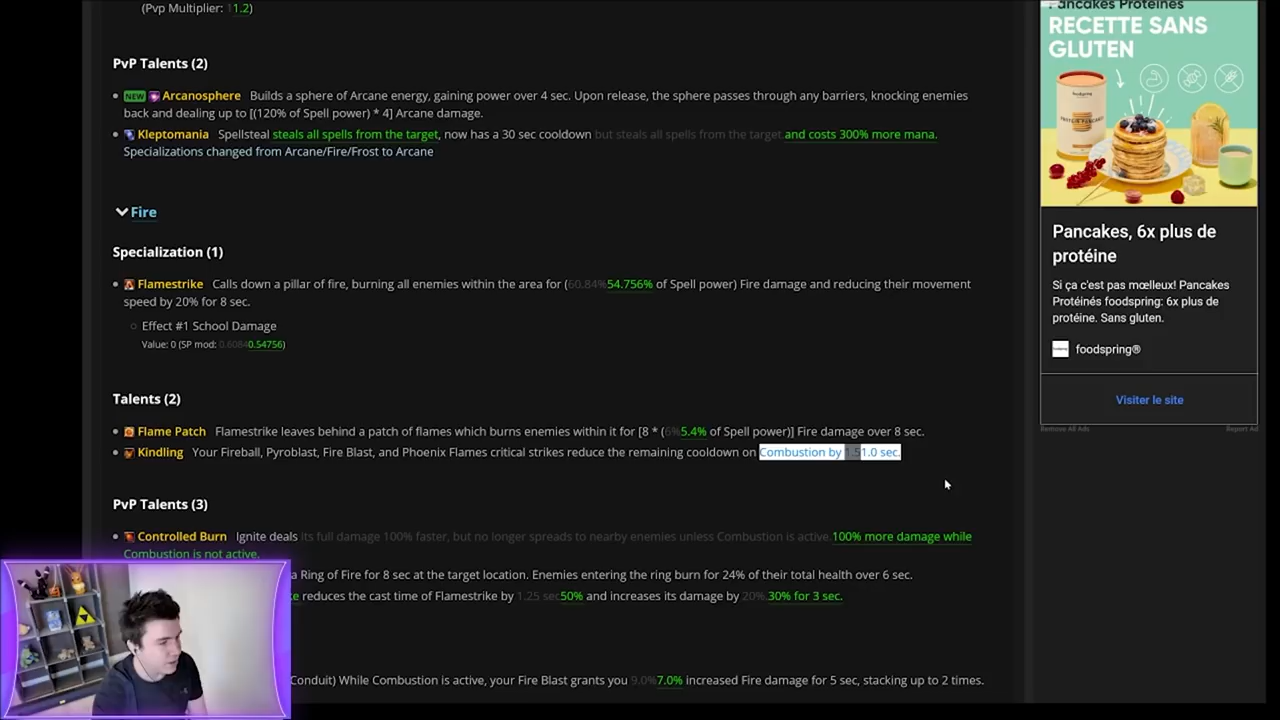 (Pvp Multiplier: 11.2)
PvP Talents (2)
NEW Arcanosphere Builds a sphere of Arcane energy, gaining power over 4 sec. Upon release, the sphere passes through any barriers, knocking enemies
back and dealing up to [(120% of Spell power) * 4] Arcane damage.
Kleptomania Spellsteal steals all spells from the target, now has a 30 sec cooldown but steals all spells from the target.and costs 300% more mana.
Specializations changed from Arcane/Fire/Frost to Arcane
Fire
Specialization (1)
Flamestrike Calls down a pillar of fire, burning all enemies within the area for (60.84%54.756% of Spell power) Fire damage and reducing their movement
speed by 20% for 8 sec.
Effect #1 School Damage
Value: 0 (SP mod: 0.60840.54756)
Talents (2)
Flame Patch Flamestrike leaves behind a patch of flames which burns enemies within it for [8 * (6%5.4% of Spell power)] Fire damage over 8 sec.
Kindling Your Fireball, Pyroblast, Fire Blast, and Phoenix Flames critical strikes reduce the remaining cooldown on Combustion by 1.51.0 sec.
PvP Talents (3)
Controlled Burn Ignite deals its full damage 100% faster, but no longer spreads to nearby enemies unless Combustion is active.100% more damage while
Combustion is not active.
a Ring of Fire for 8 sec at the target location. Enemies entering the ring burn for 24% of their total health over 6 sec.
e reduces the cast time of Flamestrike by 1.25 sec50% and increases its damage by 20%.30% for 3 sec.
Conduit) While Combustion is active, your Fire Blast grants you 9.0%7.0% increased Fire damage for 5 sec, stacking up to 2 times.
Pancakes Protéinés
RECETTE SANS
GLUTEN
Pancakes, 6x plus de
protéine
Si ça c'est pas mœlleux! Pancakes
Protéinés foodspring: 6x plus de
protéine. Sans gluten.
foodspring®
Visiter le site
Remove All Ads
Report Ad